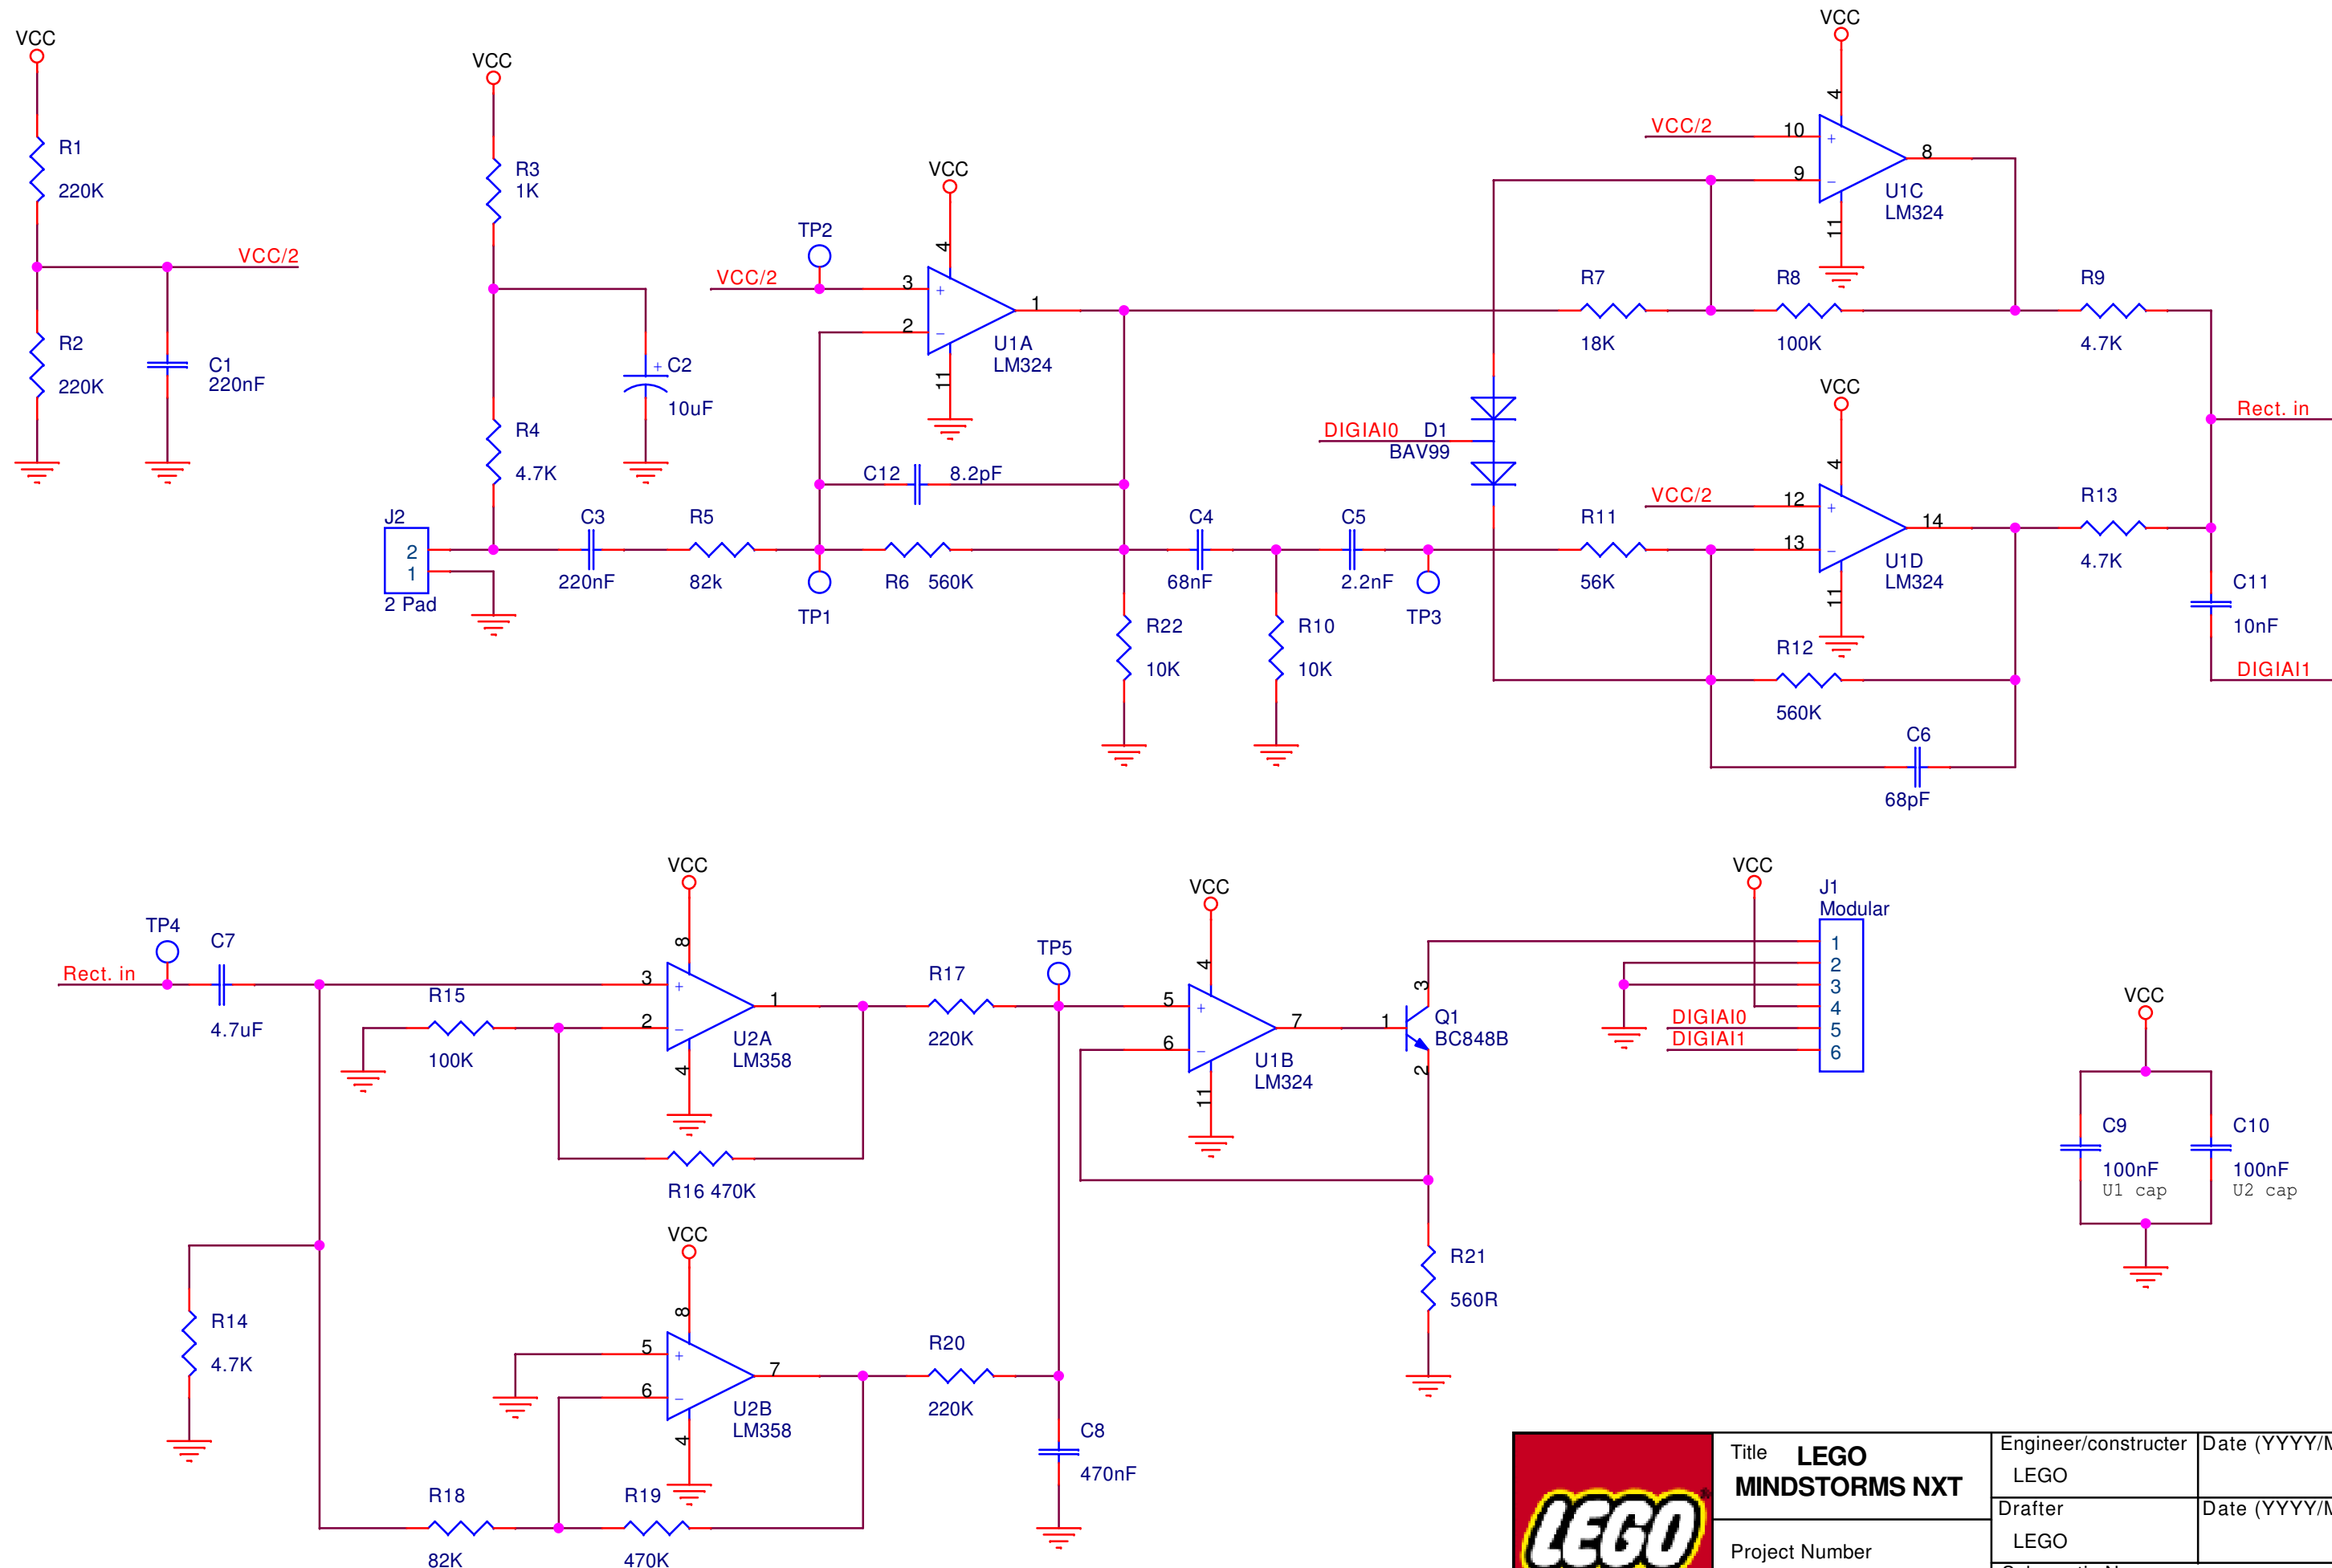 VCC
R1
220K
VCC/2
R2
220K
C1
220nF
VCC
R3
1K
+ C2
10uF
R4
4.7K
J2
2
1
2 Pad
C3
220nF
R5
82k
TP1
TP2
VCC/2
VCC
4
3
+
2
–
1
11
U1A
LM324
C12
8.2pF
R6
560K
R22
10K
C4
68nF
R10
10K
C5
2.2nF
TP3
DIGIAI0
D1
BAV99
VCC
4
VCC/2
10
+
9
–
8
11
U1C
LM324
R7
18K
R8
100K
R9
4.7K
Rect. in
VCC
4
VCC/2
12
+
13
–
14
11
U1D
LM324
R11
56K
R12
560K
C6
68pF
R13
4.7K
C11
10nF
DIGIAI1
Rect. in
TP4
C7
4.7uF
R15
100K
VCC
8
3
+
2
–
1
4
U2A
LM358
R16 470K
R14
4.7K
VCC
8
5
+
6
–
7
4
U2B
LM358
R18
82K
R19
470K
R17
220K
R20
220K
TP5
C8
470nF
VCC
4
5
+
6
–
7
11
U1B
LM324
1
3
2
Q1
BC848B
R21
560R
VCC
J1
Modular
1
2
3
4
5
6
DIGIAI0
DIGIAI1
VCC
C9
100nF
U1 cap
C10
100nF
U2 cap
LEGO
®
Title LEGO
MINDSTORMS NXT
Project Number
Engineer/constructer
LEGO
Date (YYYY/M
Drafter
LEGO
Date (YYYY/M